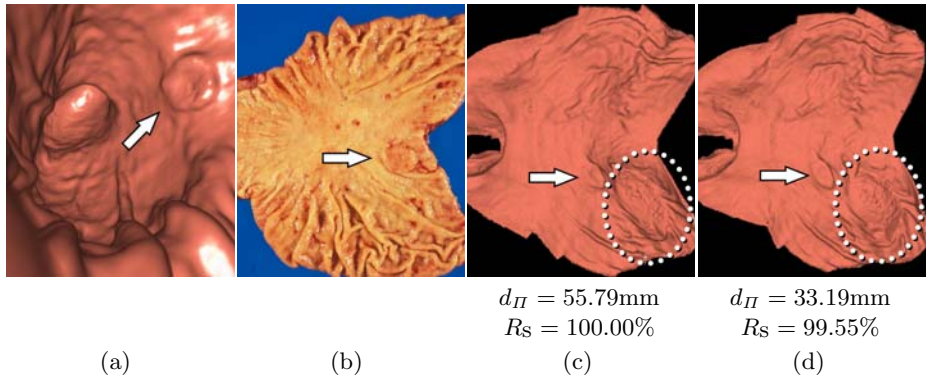 d_Π = 55.79mm d_Π = 33.19mm
R_S = 100.00% R_S = 99.55%
(a) (b) (c) (d)